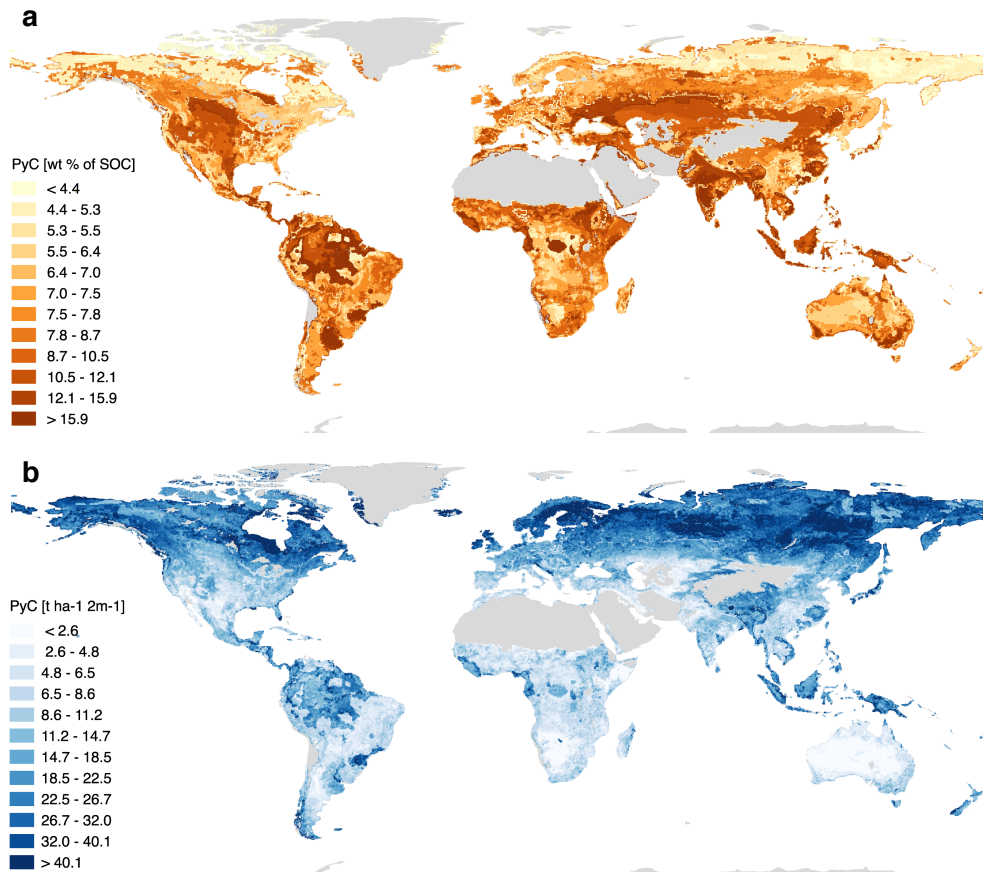 a
PyC [wt % of SOC]
< 4.4
4.4 - 5.3
5.3 - 5.5
5.5 - 6.4
6.4 - 7.0
7.0 - 7.5
7.5 - 7.8
7.8 - 8.7
8.7 - 10.5
10.5 - 12.1
12.1 - 15.9
> 15.9
b
PyC [t ha-1 2m-1]
< 2.6
2.6 - 4.8
4.8 - 6.5
6.5 - 8.6
8.6 - 11.2
11.2 - 14.7
14.7 - 18.5
18.5 - 22.5
22.5 - 26.7
26.7 - 32.0
32.0 - 40.1
> 40.1